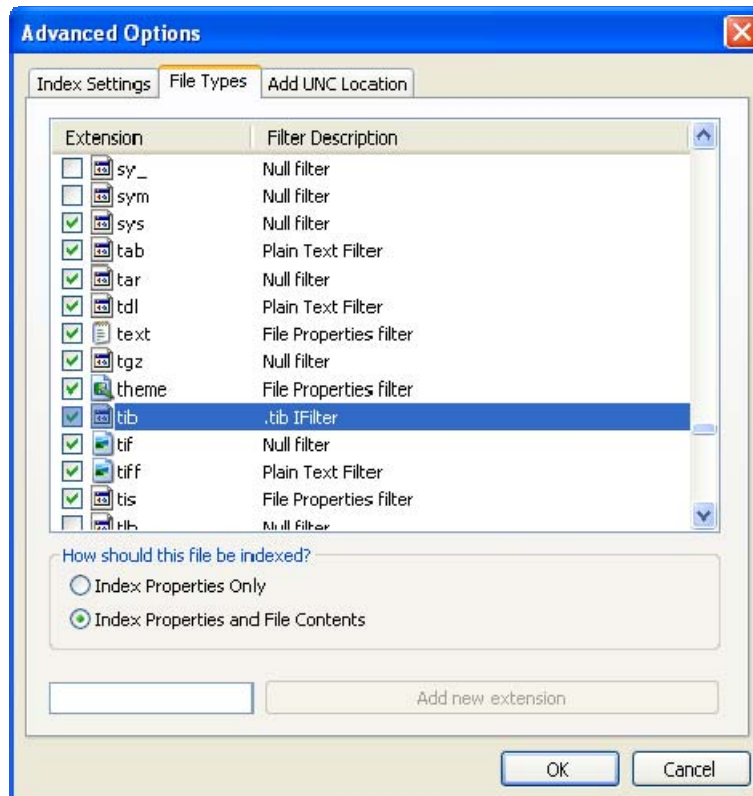 Advanced Options
Index Settings File Types Add UNC Location
Extension Filter Description
sy_ Null filter
sym Null filter
sys Null filter
tab Plain Text Filter
tar Null filter
tdl Plain Text Filter
text File Properties filter
tgz Null filter
theme File Properties filter
tib .tib IFilter
tif Null filter
tiff Plain Text Filter
tis File Properties filter
tlb Null filter
How should this file be indexed?
Index Properties Only
Index Properties and File Contents
Add new extension
OK Cancel